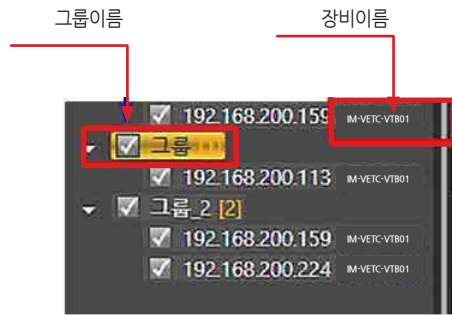 그룹이름 장비이름
192.168.200.159 IM-VETC-VTB01
그룹
192.168.200.113 IM-VETC-VTB01
그룹_2 [2]
192.168.200.159 IM-VETC-VTB01
192.168.200.224 IM-VETC-VTB01